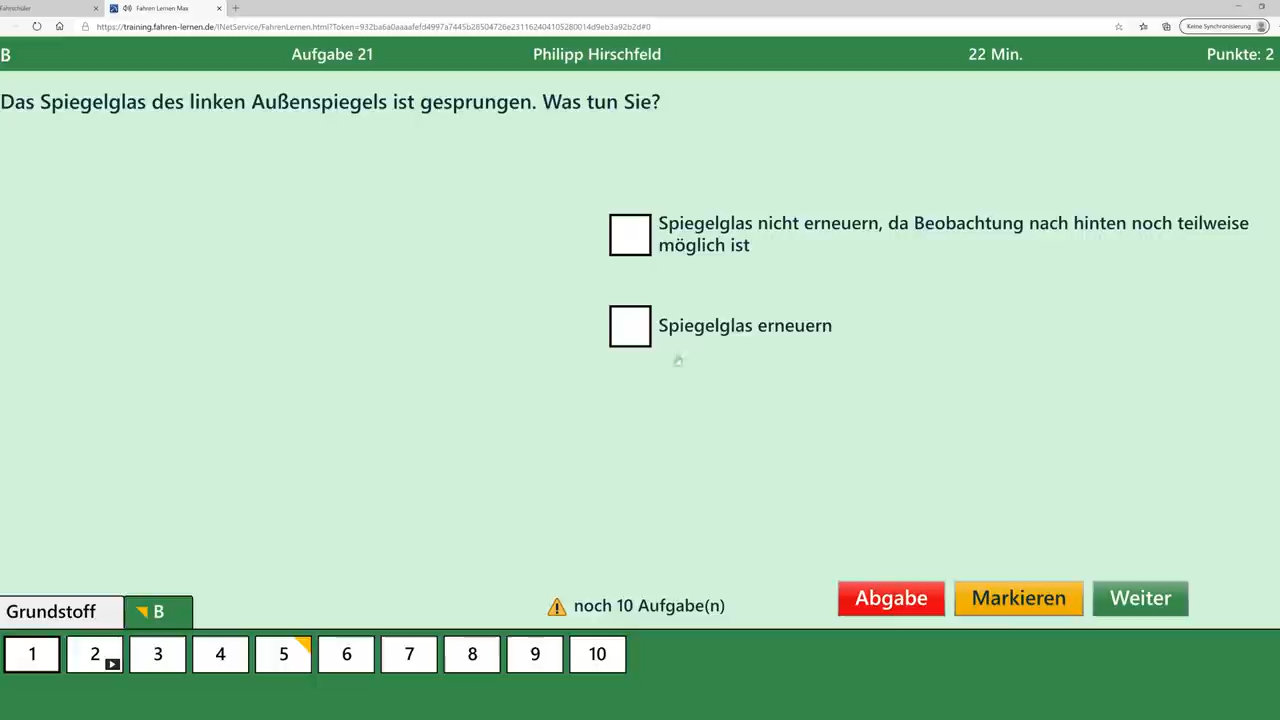 Fahrschüler
Fahren Lernen Max
https://training.fahren-lernen.de/INetService/FahrenLernen.html?Token=932ba6a0aaaafefd4997a7445b28504726e231162404105280014d9eb3a92b2d#0
Keine Synchronisierung
B
Aufgabe 21
Philipp Hirschfeld
22 Min.
Punkte: 2
Das Spiegelglas des linken Außenspiegels ist gesprungen. Was tun Sie?
Spiegelglas nicht erneuern, da Beobachtung nach hinten noch teilweise
möglich ist
Spiegelglas erneuern
Grundstoff
B
noch 10 Aufgabe(n)
Abgabe
Markieren
Weiter
1 2 3 4 5 6 7 8 9 10